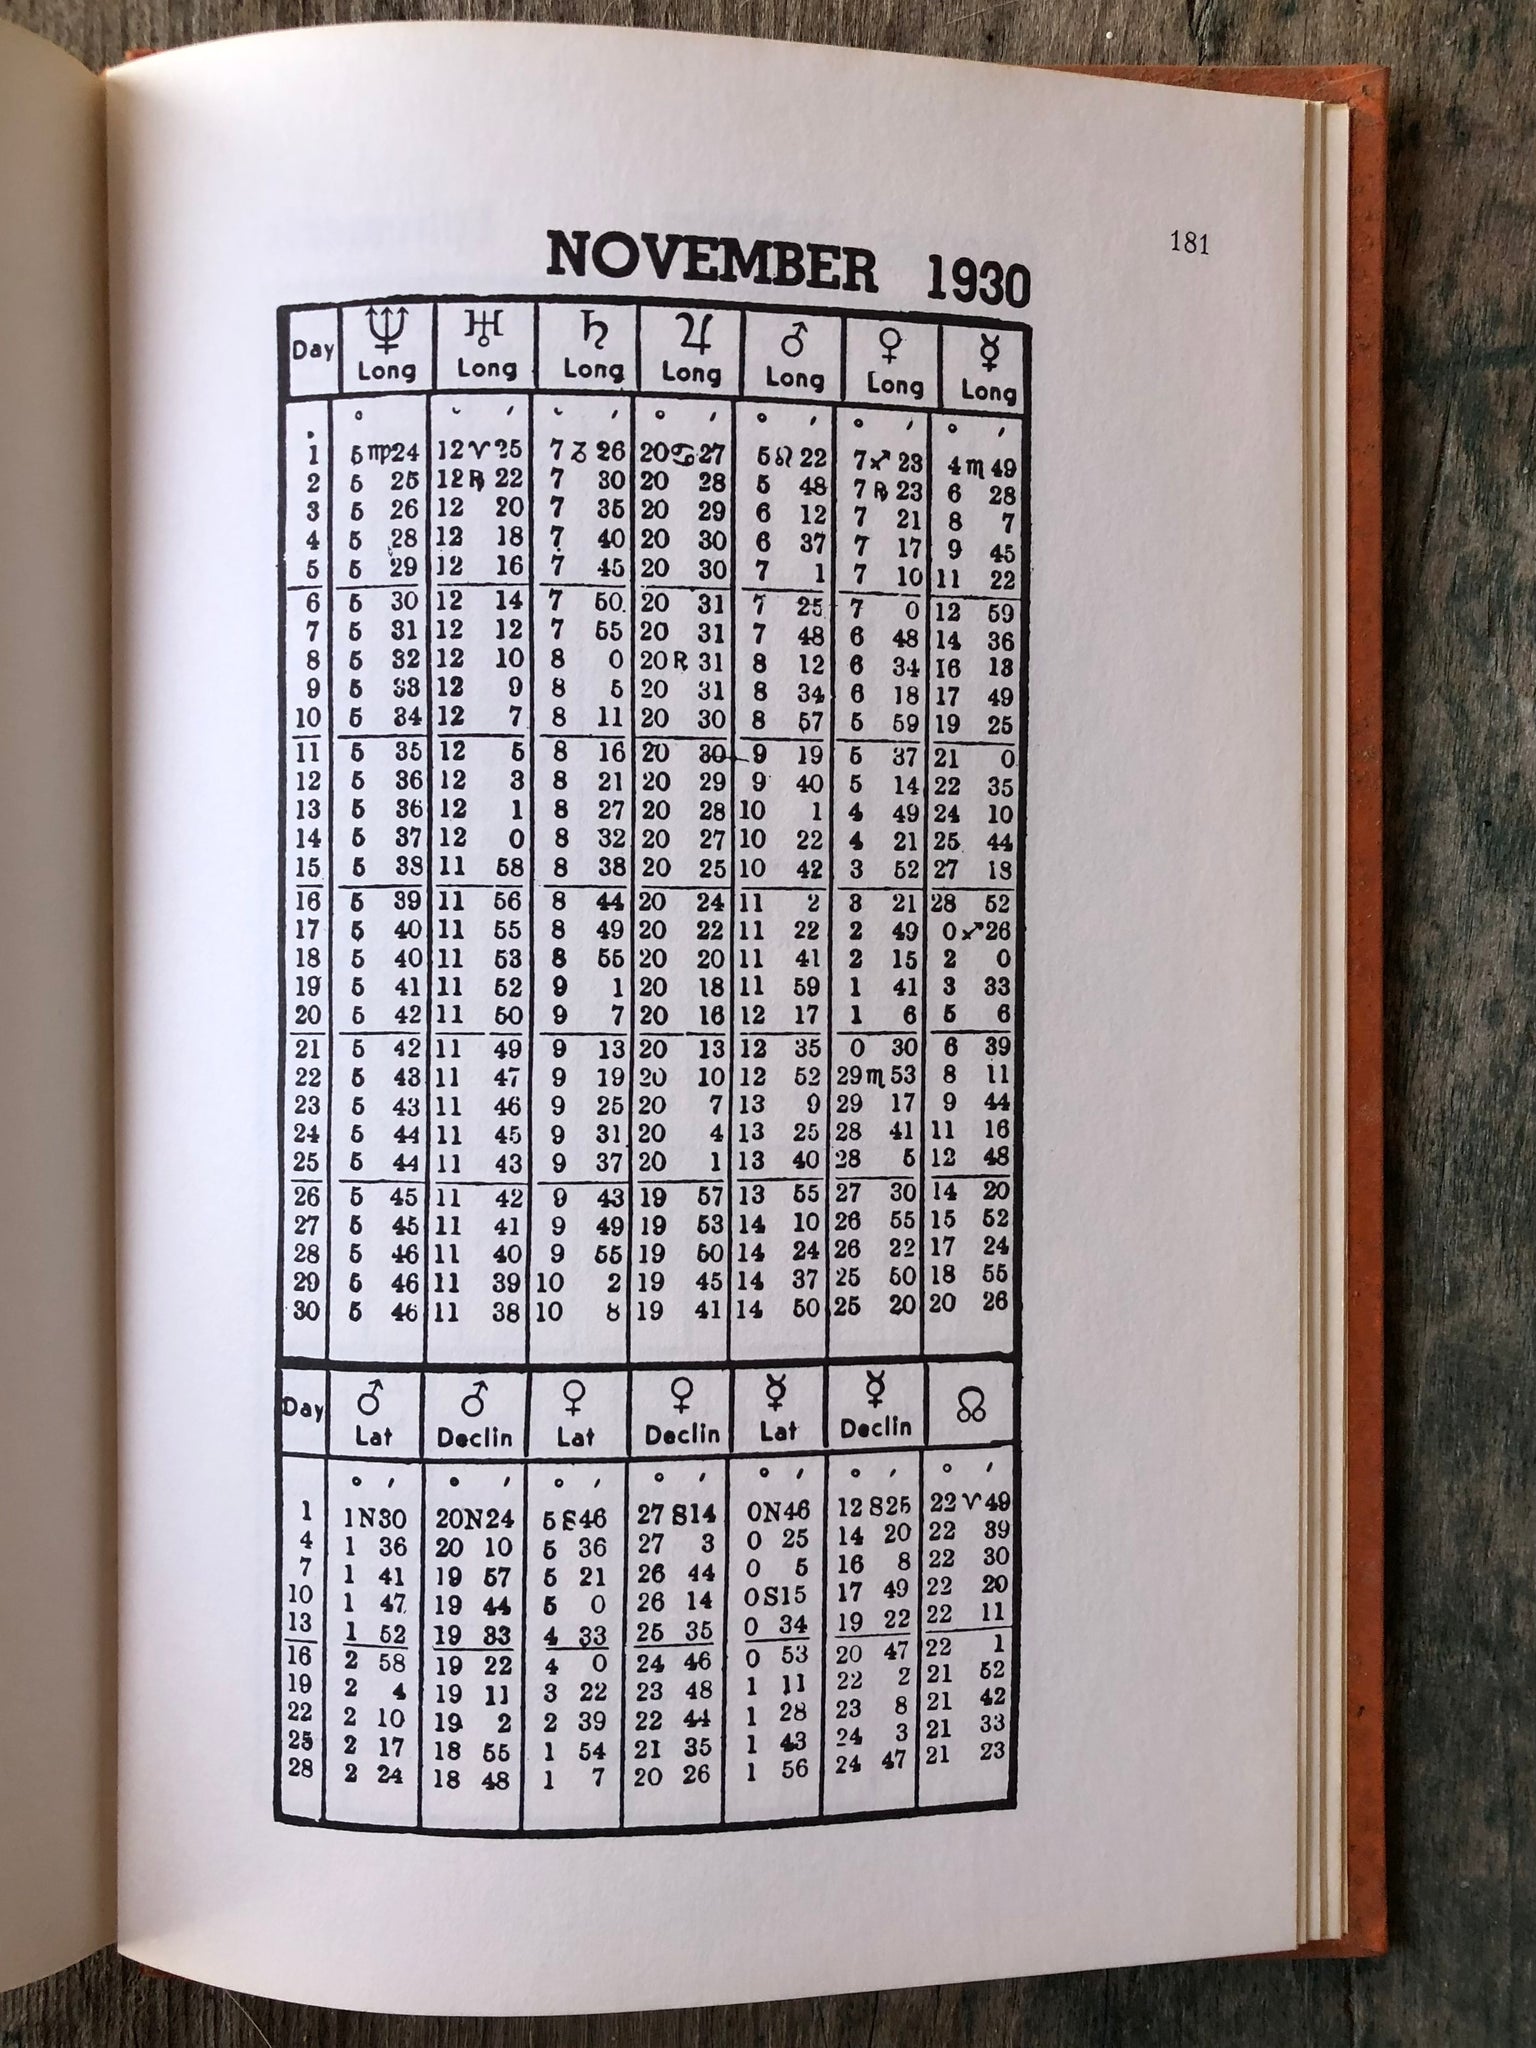 181
NOVEMBER 1930
Day ♆ Long ♅ Long ♄ Long ♃ Long ♂ Long ♀ Long ☿ Long
° ° ′ ° ′ ° ′ ° ′ ° ′ ° ′
1 5♍24 12♈25 7♑26 20♋27 5♌22 7♐23 4♏49
2 5 25 12℞22 7 30 20 28 5 48 7℞23 6 28
3 5 26 12 20 7 35 20 29 6 12 7 21 8 7
4 5 28 12 18 7 40 20 30 6 37 7 17 9 45
5 5 29 12 16 7 45 20 30 7 1 7 10 11 22
6 5 30 12 14 7 50 20 31 7 25 7 0 12 59
7 5 31 12 12 7 55 20 31 7 48 6 48 14 36
8 5 32 12 10 8 0 20℞31 8 12 6 34 16 13
9 5 33 12 9 8 5 20 31 8 34 6 18 17 49
10 5 34 12 7 8 11 20 30 8 57 5 59 19 25
11 5 35 12 5 8 16 20 30 9 19 5 37 21 0
12 5 36 12 3 8 21 20 29 9 40 5 14 22 35
13 5 36 12 1 8 27 20 28 10 1 4 49 24 10
14 5 37 12 0 8 32 20 27 10 22 4 21 25 44
15 5 38 11 58 8 38 20 25 10 42 3 52 27 18
16 5 39 11 56 8 44 20 24 11 2 3 21 28 52
17 5 40 11 55 8 49 20 22 11 22 2 49 0♐26
18 5 40 11 53 8 55 20 20 11 41 2 15 2 0
19 5 41 11 52 9 1 20 18 11 59 1 41 3 33
20 5 42 11 50 9 7 20 16 12 17 1 6 5 6
21 5 42 11 49 9 13 20 13 12 35 0 30 6 39
22 5 43 11 47 9 19 20 10 12 52 29♏53 8 11
23 5 43 11 46 9 25 20 7 13 9 29 17 9 44
24 5 44 11 45 9 31 20 4 13 25 28 41 11 16
25 5 44 11 43 9 37 20 1 13 40 28 5 12 48
26 5 45 11 42 9 43 19 57 13 55 27 30 14 20
27 5 45 11 41 9 49 19 53 14 10 26 55 15 52
28 5 46 11 40 9 55 19 50 14 24 26 22 17 24
29 5 46 11 39 10 2 19 45 14 37 25 50 18 55
30 5 46 11 38 10 8 19 41 14 50 25 20 20 26
Day ♂ Lat ♂ Declin ♀ Lat ♀ Declin ☿ Lat ☿ Declin ☊
° ′ ° ′ ° ′ ° ′ ° ′ ° ′ ° ′
1 1N30 20N24 5S46 27S14 0N46 12S25 22♈49
4 1 36 20 10 5 36 27 3 0 25 14 20 22 39
7 1 41 19 57 5 21 26 44 0 5 16 8 22 30
10 1 47 19 44 5 0 26 14 0S15 17 49 22 20
13 1 52 19 33 4 33 25 35 0 34 19 22 22 11
16 2 58 19 22 4 0 24 46 0 53 20 47 22 1
19 2 4 19 11 3 22 23 48 1 11 22 2 21 52
22 2 10 19 2 2 39 22 44 1 28 23 8 21 42
25 2 17 18 55 1 54 21 35 1 43 24 3 21 33
28 2 24 18 48 1 7 20 26 1 56 24 47 21 23